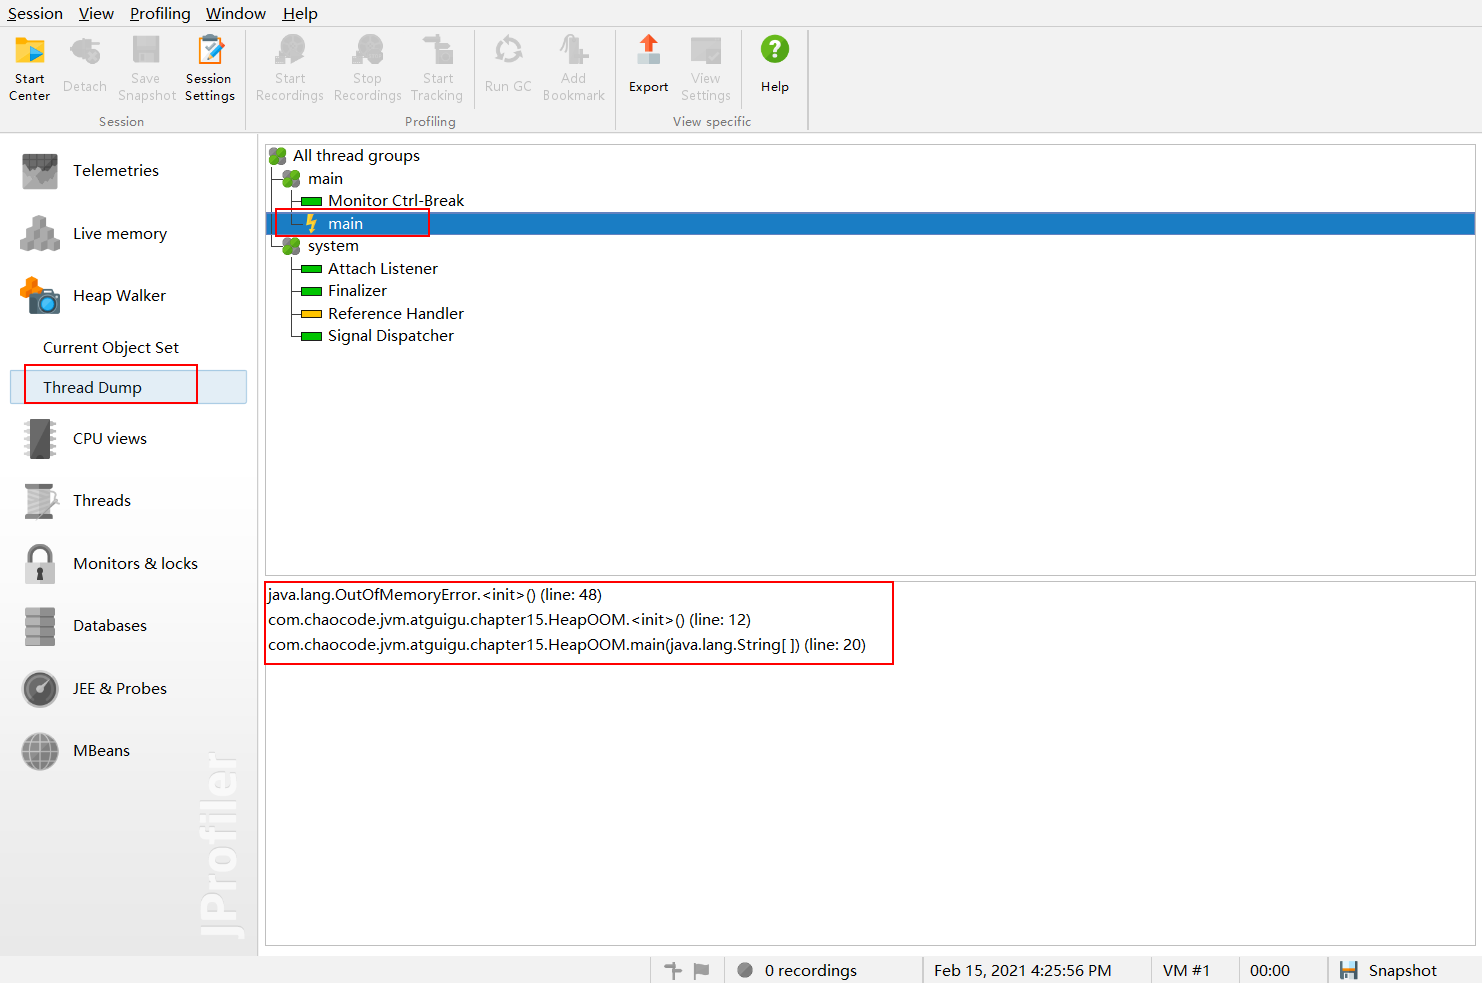 Session View Profiling Window Help
Start Center
Detach
Save Snapshot
Session Settings
Start Recordings
Stop Recordings
Start Tracking
Run GC
Add Bookmark
Export
View Settings
Help
Session
Profiling
View specific
Telemetries
Live memory
Heap Walker
Current Object Set
Thread Dump
CPU views
Threads
Monitors & locks
Databases
JEE & Probes
MBeans
JProfiler
All thread groups
main
Monitor Ctrl-Break
main
system
Attach Listener
Finalizer
Reference Handler
Signal Dispatcher
java.lang.OutOfMemoryError.<init>() (line: 48)
com.chaocode.jvm.atguigu.chapter15.HeapOOM.<init>() (line: 12)
com.chaocode.jvm.atguigu.chapter15.HeapOOM.main(java.lang.String[ ]) (line: 20)
0 recordings
Feb 15, 2021 4:25:56 PM
VM #1
00:00
Snapshot